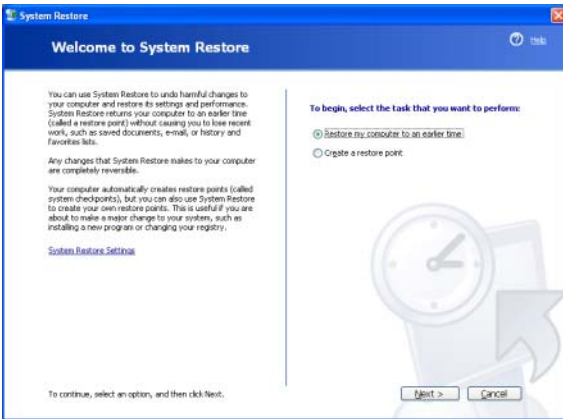 System Restore
Welcome to System Restore
Help
You can use System Restore to undo harmful changes to
your computer and restore its settings and performance.
System Restore returns your computer to an earlier time
(called a restore point) without causing you to lose recent
work, such as saved documents, e-mail, or history and
favorites lists.
Any changes that System Restore makes to your computer
are completely reversible.
Your computer automatically creates restore points (called
system checkpoints), but you can also use System Restore
to create your own restore points. This is useful if you are
about to make a major change to your system, such as
installing a new program or changing your registry.
System Restore Settings
To begin, select the task that you want to perform:
Restore my computer to an earlier time
Create a restore point
To continue, select an option, and then click Next.
Next >
Cancel